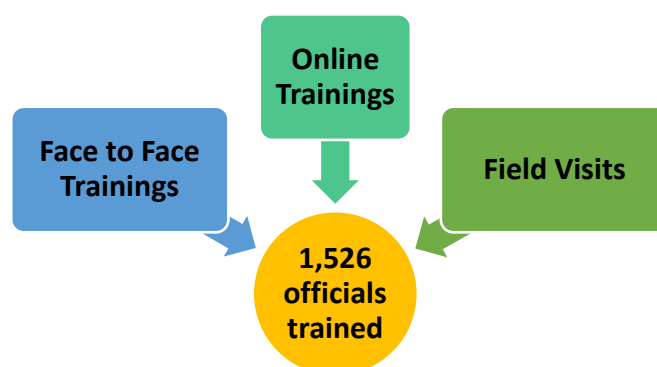 Online
Trainings
Face to Face
Trainings
Field Visits
1,526
officials
trained